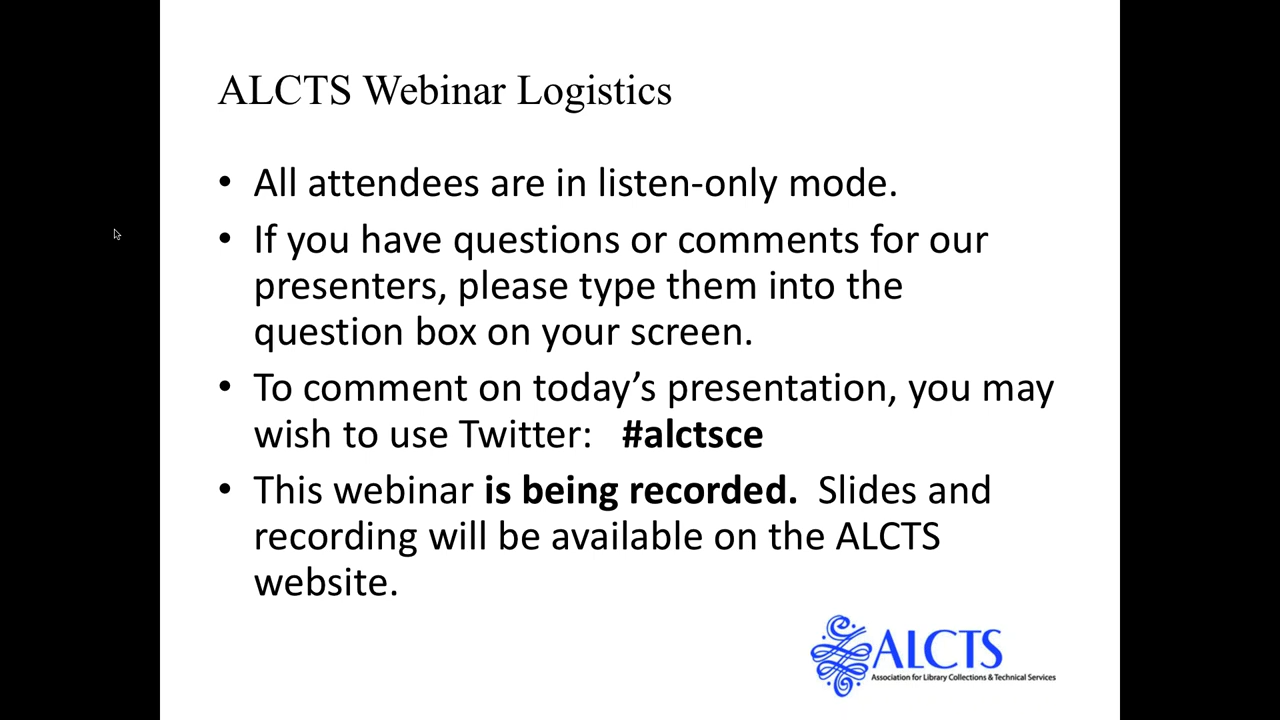 ALCTS Webinar Logistics
• All attendees are in listen-only mode.
• If you have questions or comments for our
presenters, please type them into the
question box on your screen.
• To comment on today’s presentation, you may
wish to use Twitter: #alctsce
• This webinar is being recorded. Slides and
recording will be available on the ALCTS
website.
ALCTS
Association for Library Collections & Technical Services